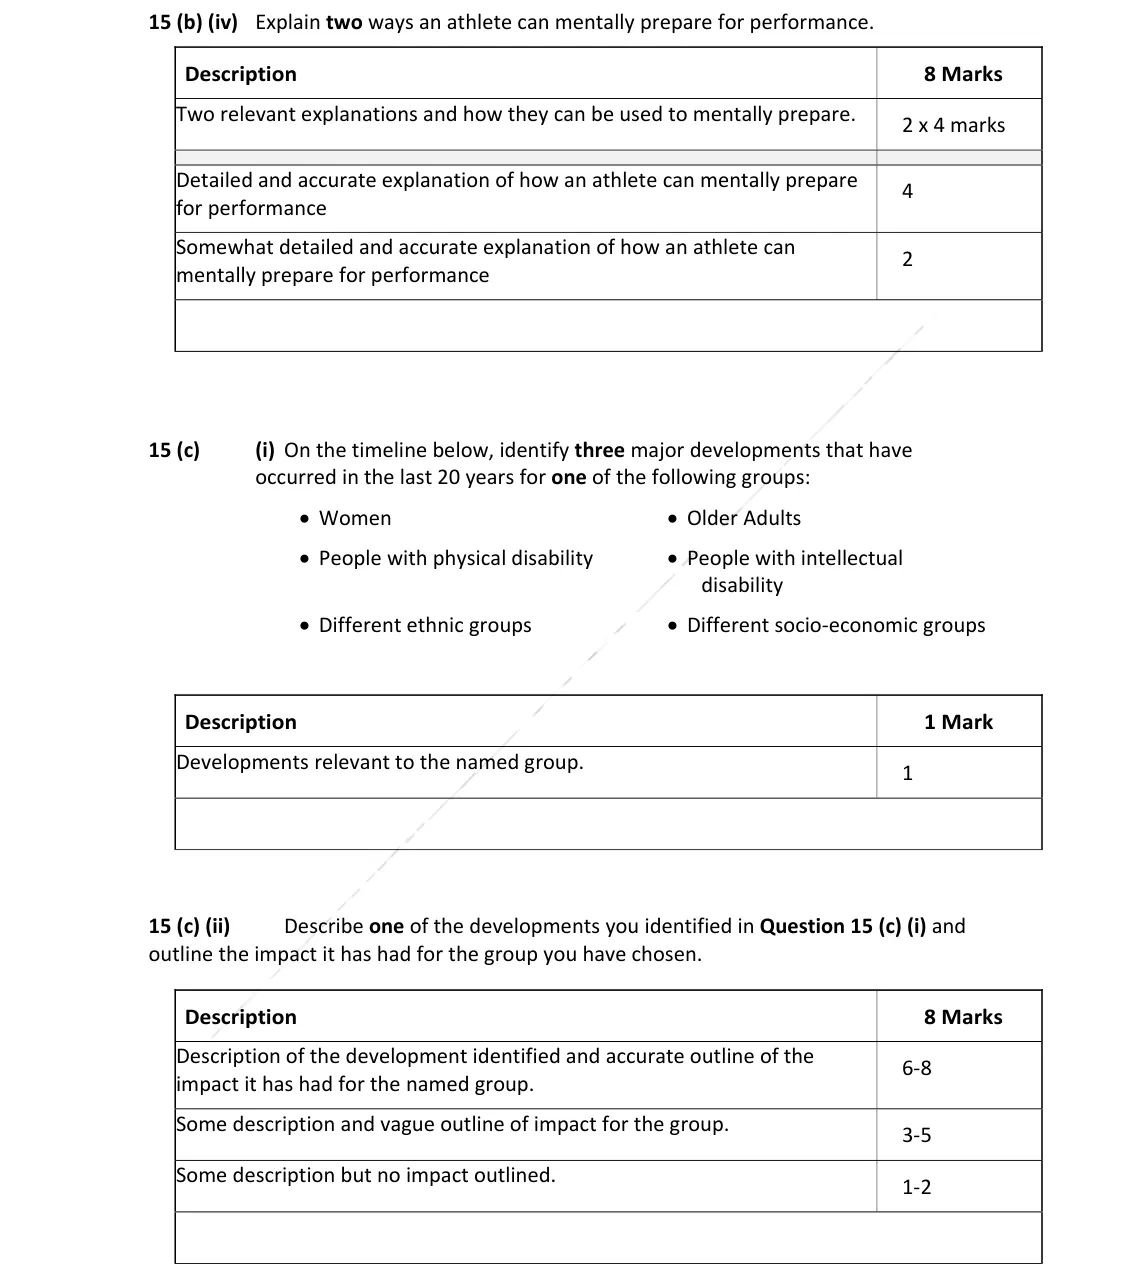 15 (b) (iv) Explain two ways an athlete can mentally prepare for performance.
Description 8 Marks
Two relevant explanations and how they can be used to mentally prepare. 2 x 4 marks
Detailed and accurate explanation of how an athlete can mentally prepare
for performance 4
Somewhat detailed and accurate explanation of how an athlete can
mentally prepare for performance 2
15 (c) (i) On the timeline below, identify three major developments that have
occurred in the last 20 years for one of the following groups:
• Women • Older Adults
• People with physical disability • People with intellectual
disability
• Different ethnic groups • Different socio-economic groups
Description 1 Mark
Developments relevant to the named group. 1
15 (c) (ii) Describe one of the developments you identified in Question 15 (c) (i) and
outline the impact it has had for the group you have chosen.
Description 8 Marks
Description of the development identified and accurate outline of the
impact it has had for the named group. 6-8
Some description and vague outline of impact for the group. 3-5
Some description but no impact outlined. 1-2